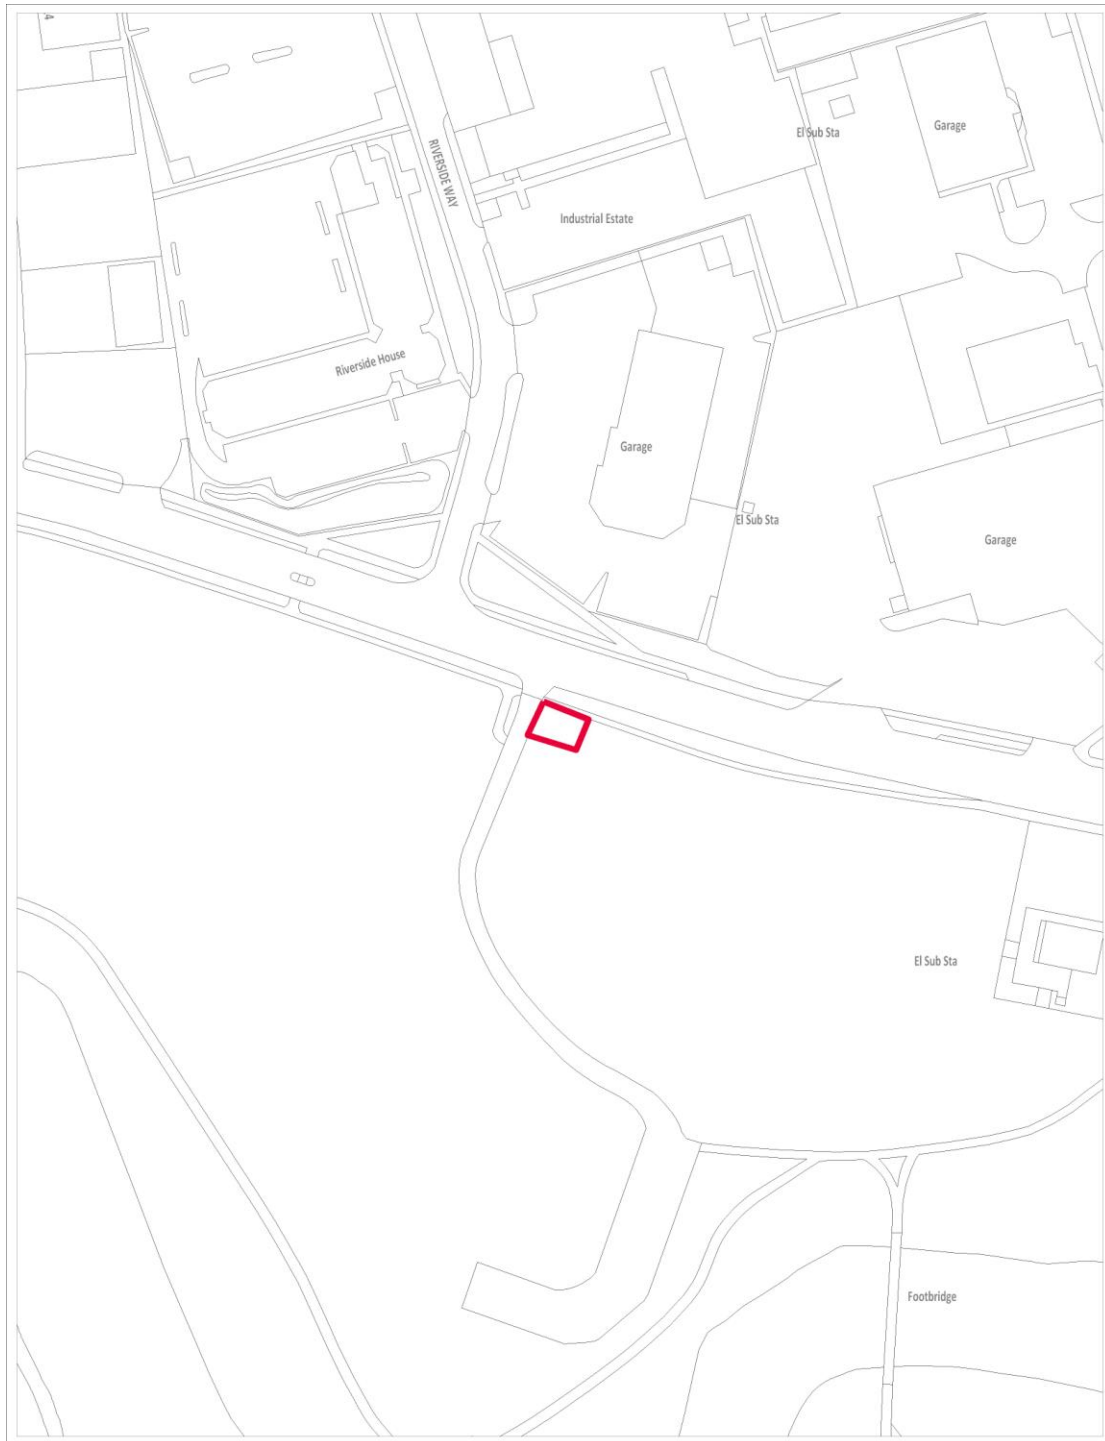 4
El Sub Sta
Garage
RIVERSIDE WAY
Industrial Estate
Riverside House
Garage
El Sub Sta
Garage
El Sub Sta
Footbridge